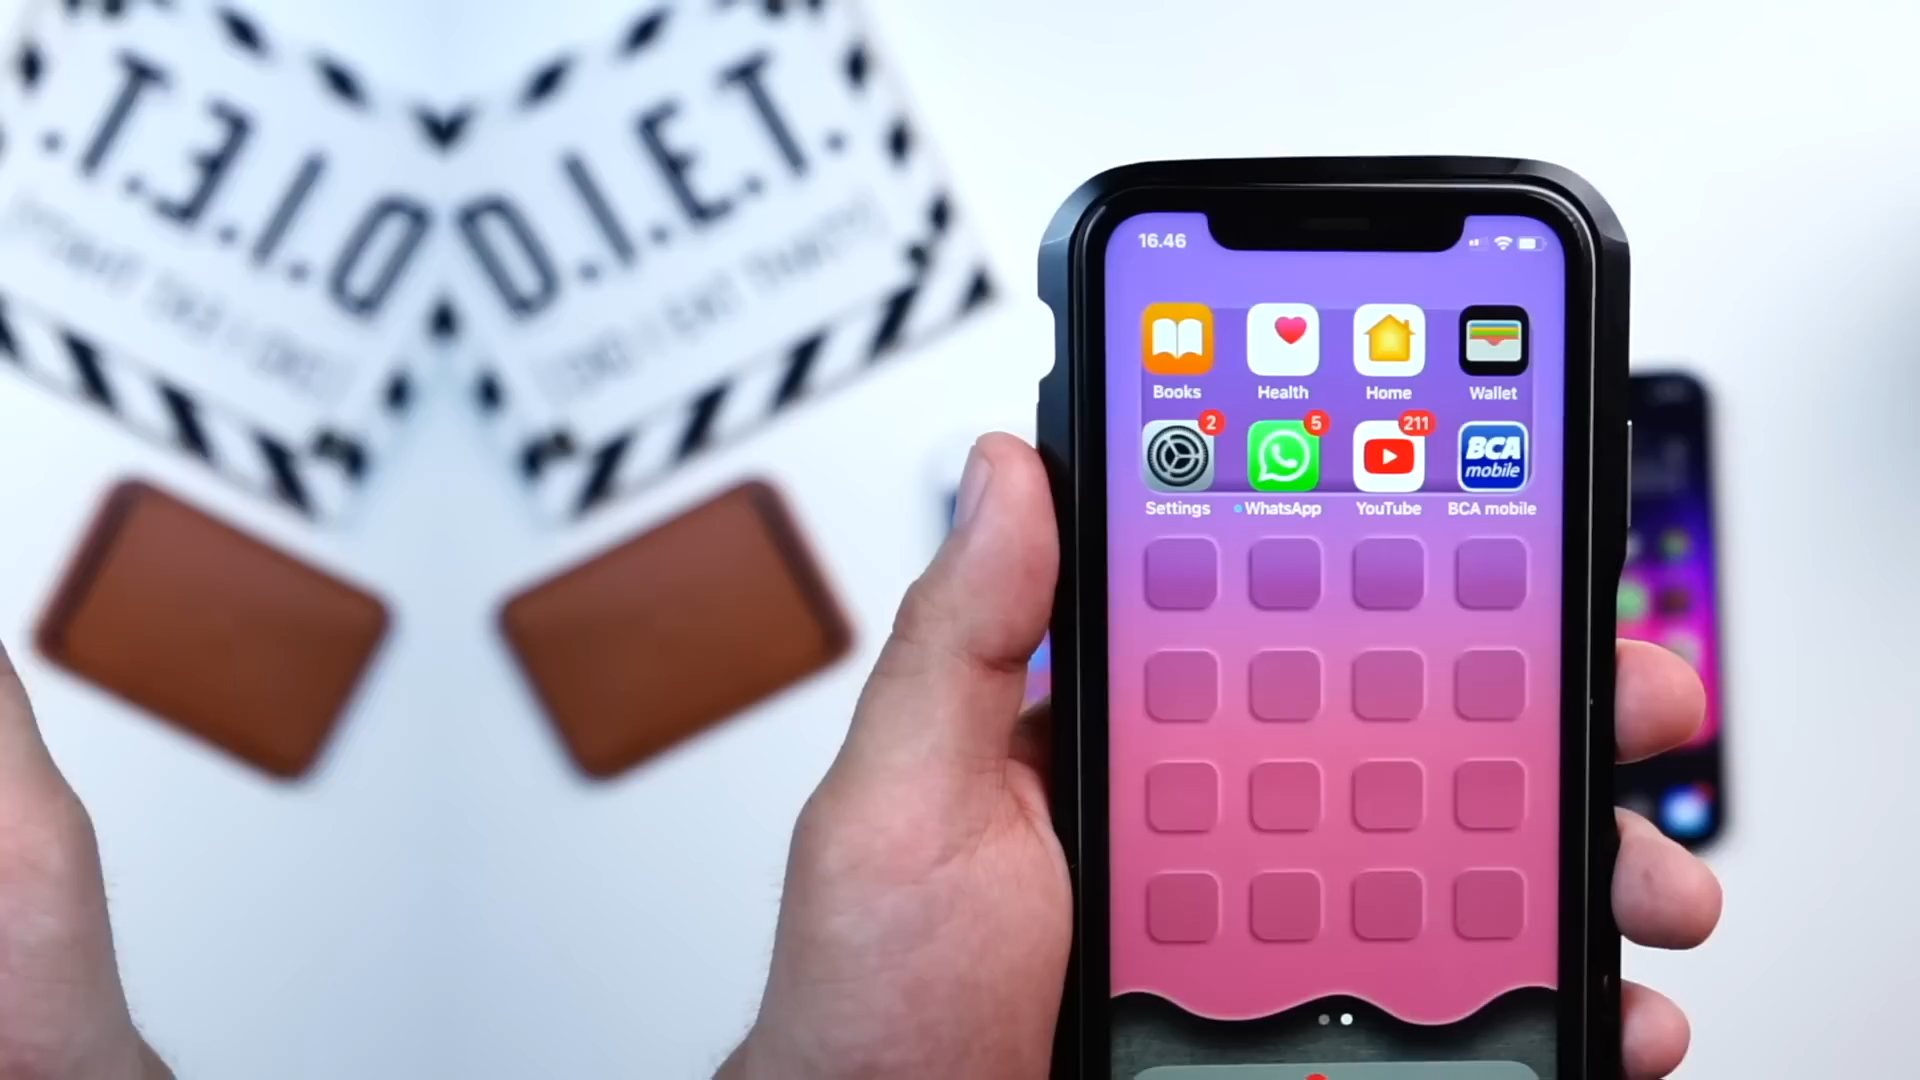 D.I.E.T.
D.I.E.T.
16.46
Books
Health
Home
Wallet
2
5
211
BCA
mobile
Settings
WhatsApp
YouTube
BCA mobile